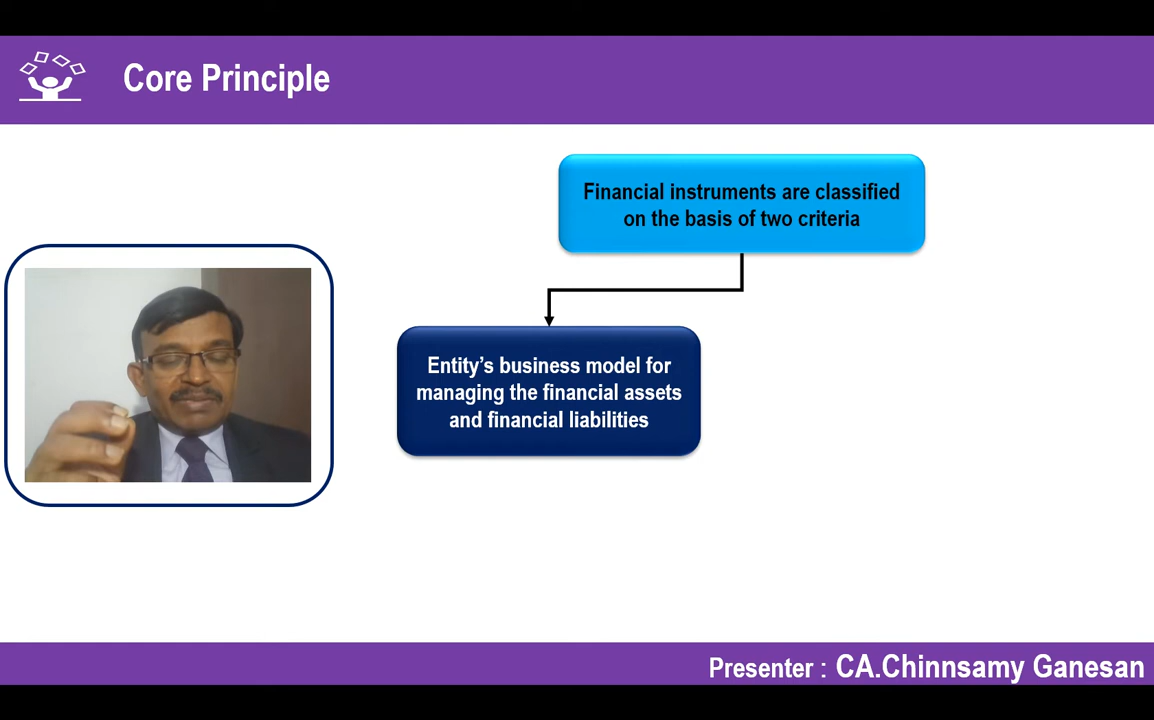 Core Principle
Financial instruments are classified
on the basis of two criteria
Entity’s business model for
managing the financial assets
and financial liabilities
Presenter : CA.Chinnsamy Ganesan